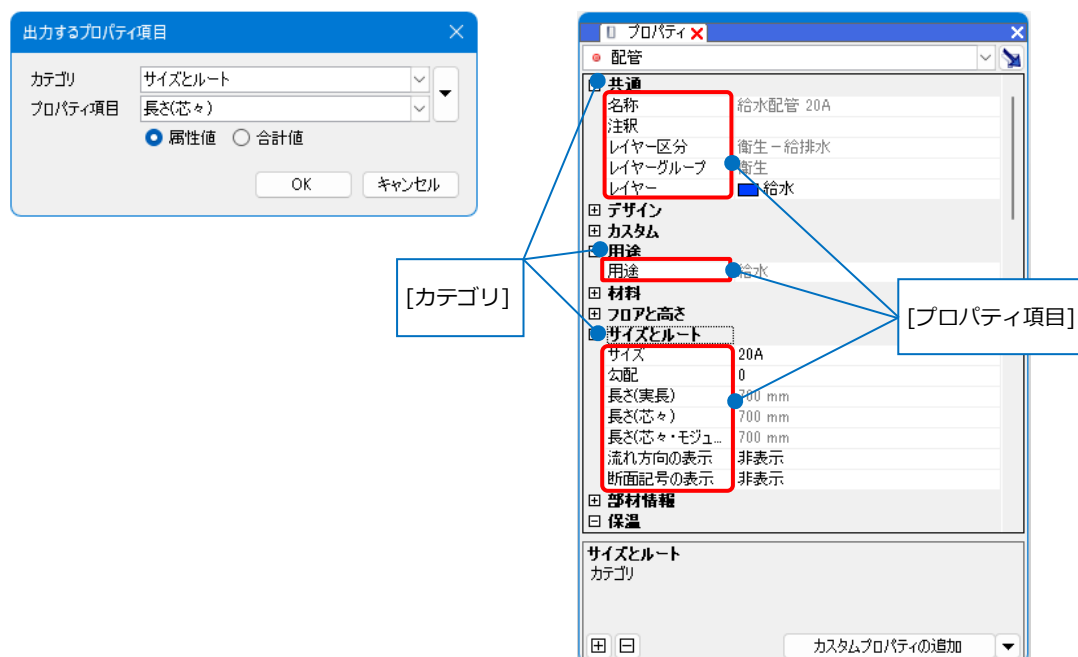 出力するプロパティ項目
カテゴリ サイズとルート
プロパティ項目 長さ(芯々)
属性値 合計値
OK キャンセル
[カテゴリ]
プロパティ
配管
共通
名称 給水配管 20A
注釈
レイヤー区分 衛生－給排水
レイヤーグループ 衛生
レイヤー 給水
デザイン
カスタム
用途
用途 給水
材料
フロアと高さ
サイズとルート
サイズ 20A
勾配 0
長さ(実長) 700 mm
長さ(芯々) 700 mm
長さ(芯々・モジュ... 700 mm
流れ方向の表示 非表示
断面記号の表示 非表示
部材情報
保温
[プロパティ項目]
サイズとルート
カテゴリ
カスタムプロパティの追加